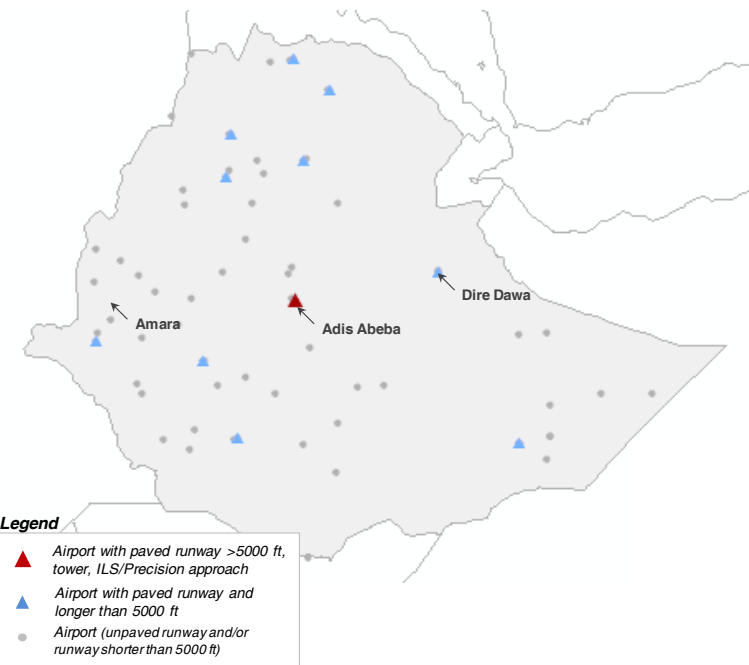 Dire Dawa
Amara
Adis Abeba
Legend
Airport with paved runway >5000 ft,
tower, ILS/Precision approach
Airport with paved runway and
longer than 5000 ft
Airport (unpaved runway and/or
runway shorter than 5000 ft)